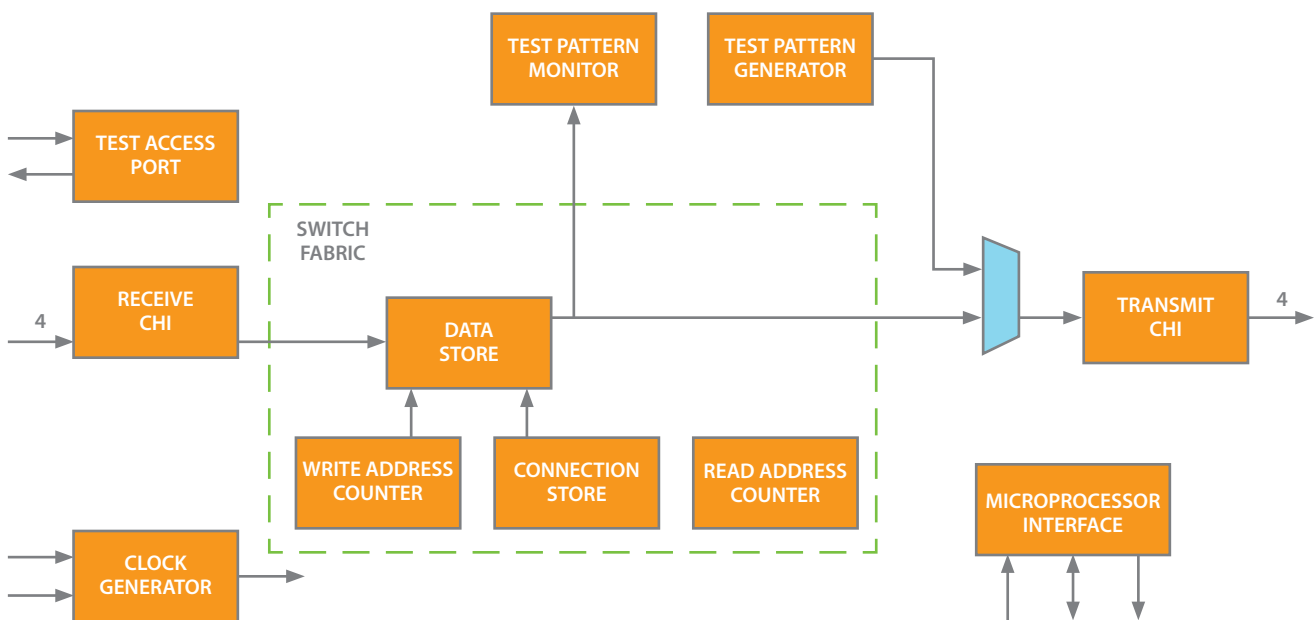 TEST PATTERN
MONITOR
TEST PATTERN
GENERATOR
TEST ACCESS
PORT
SWITCH
FABRIC
4
RECEIVE
CHI
DATA
STORE
TRANSMIT
CHI
4
WRITE ADDRESS
COUNTER
CONNECTION
STORE
READ ADDRESS
COUNTER
MICROPROCESSOR
INTERFACE
CLOCK
GENERATOR